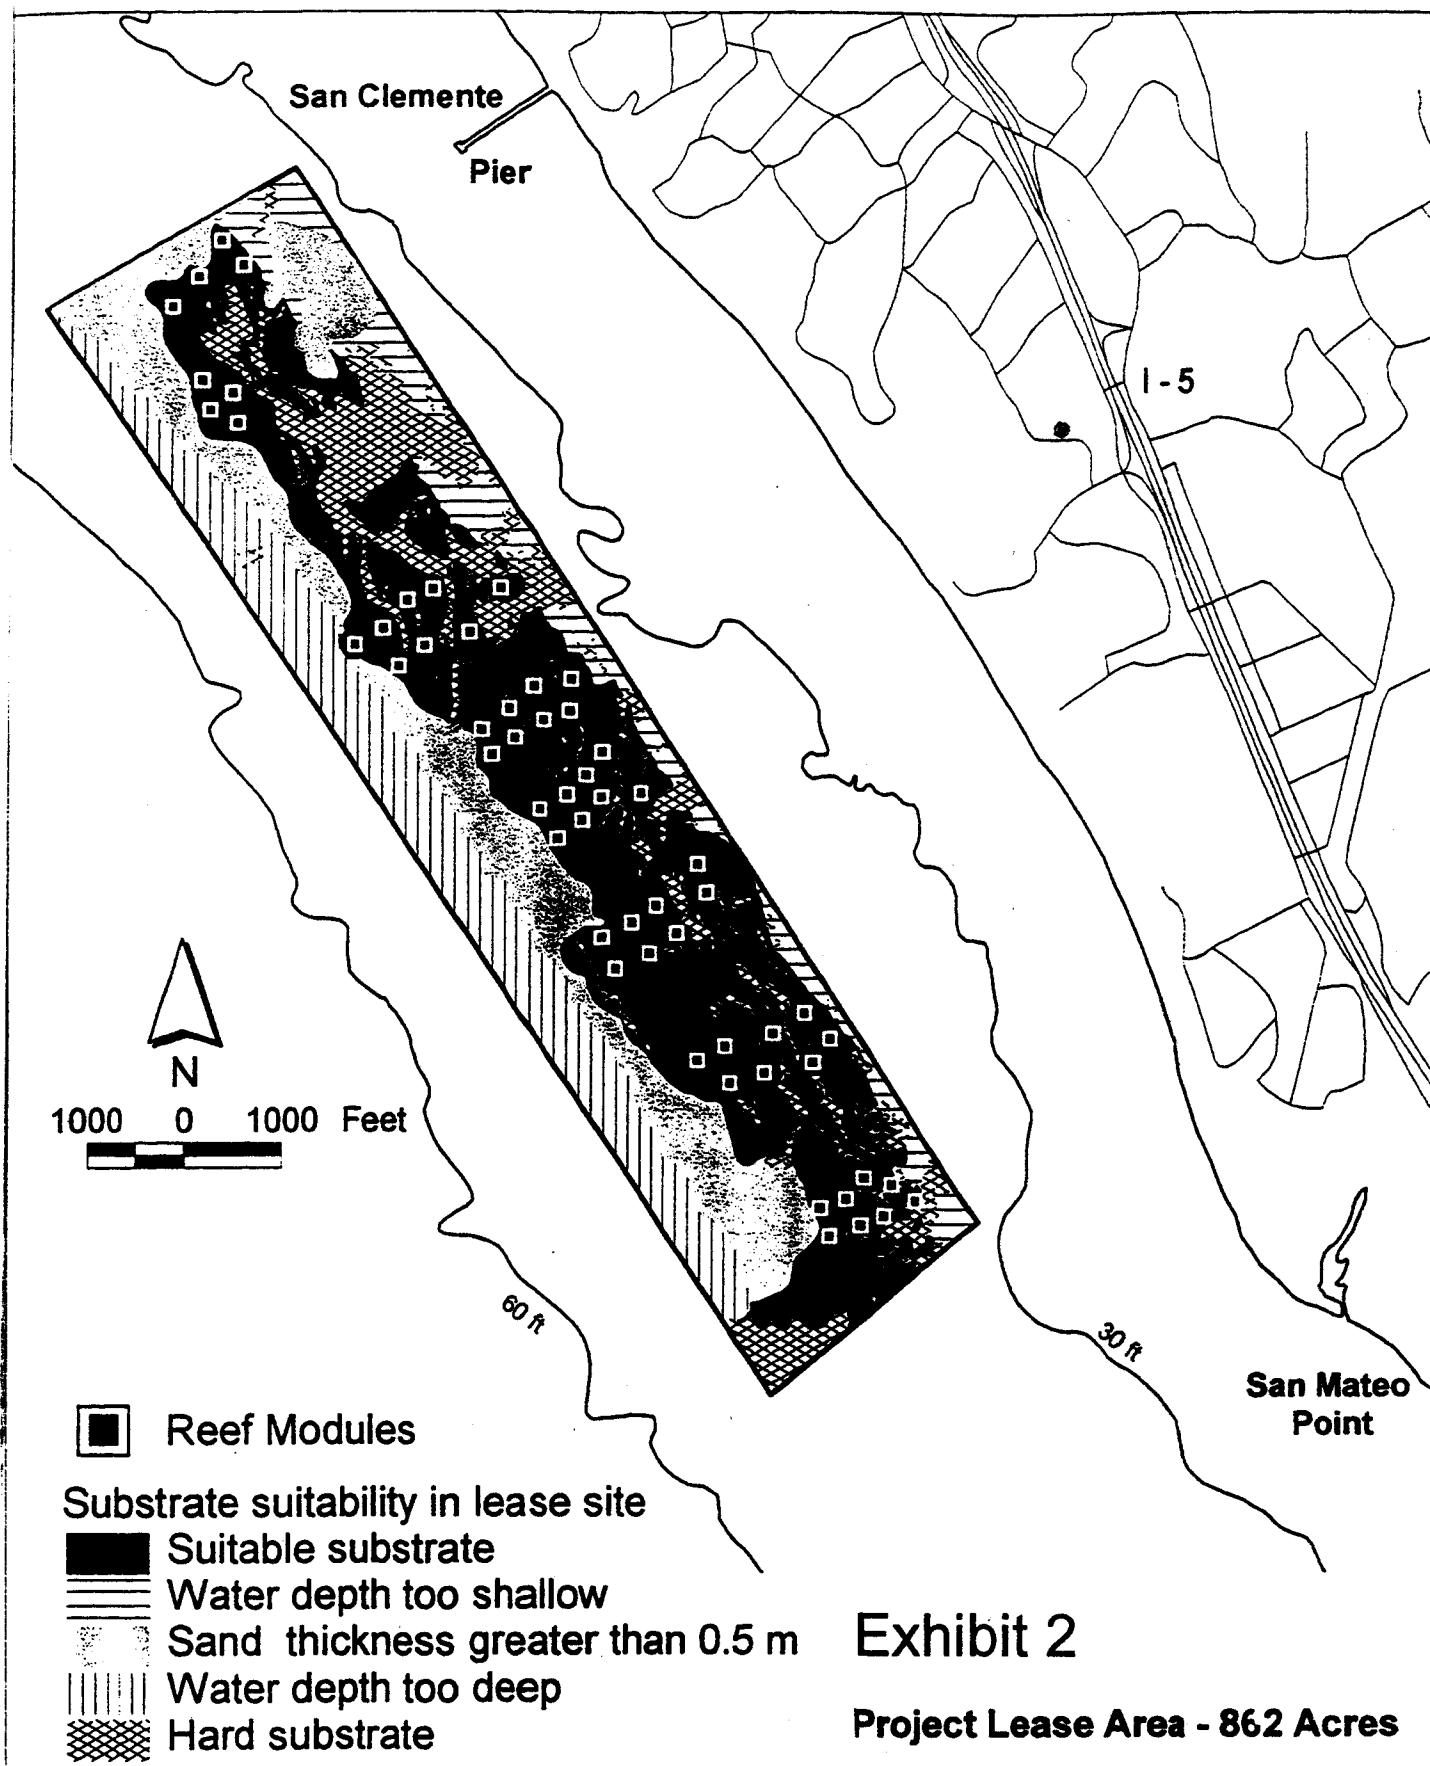 San Clemente
Pier
I - 5
N
1000 0 1000 Feet
60 ft
30 ft
San Mateo
Point
Reef Modules
Substrate suitability in lease site
Suitable substrate
Water depth too shallow
Sand thickness greater than 0.5 m
Water depth too deep
Hard substrate
Exhibit 2
Project Lease Area - 862 Acres